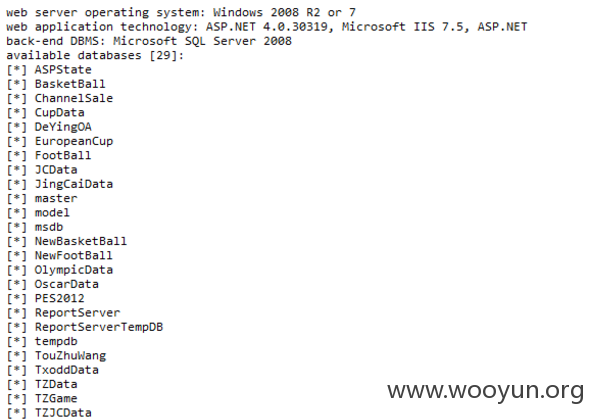 web server operating system: Windows 2008 R2 or 7
web application technology: ASP.NET 4.0.30319, Microsoft IIS 7.5, ASP.NET
back-end DBMS: Microsoft SQL Server 2008
available databases [29]:
[*] ASPState
[*] BasketBall
[*] ChannelSale
[*] CupData
[*] DeYingOA
[*] EuropeanCup
[*] FootBall
[*] JCData
[*] JingCaiData
[*] master
[*] model
[*] msdb
[*] NewBasketBall
[*] NewFootBall
[*] OlympicData
[*] OscarData
[*] PES2012
[*] ReportServer
[*] ReportServerTempDB
[*] tempdb
[*] TouZhuWang
[*] TxoddData
[*] TZData
[*] TZGame
[*] TZJCData
www.wooyun.org